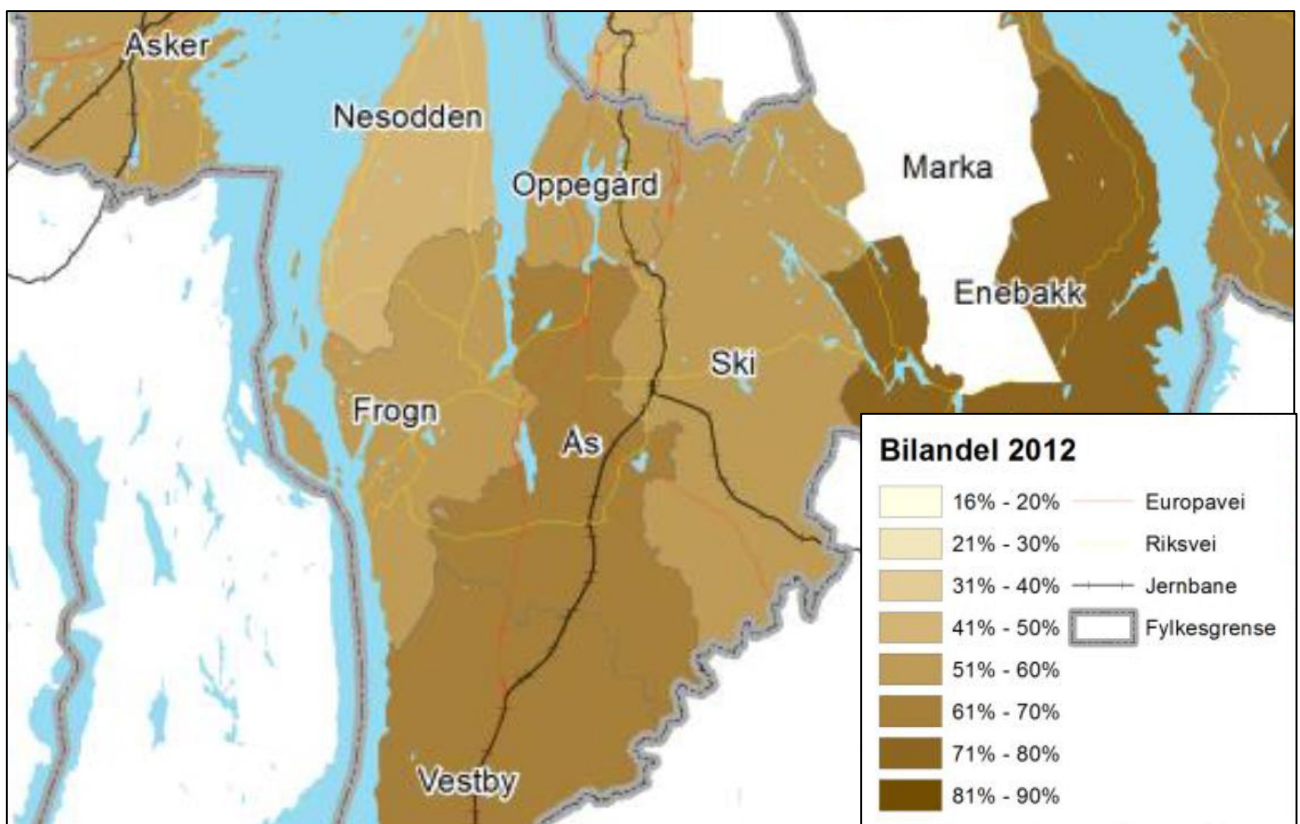 Asker
Nesodden
Oppegard
Marka
Enebakk
Ski
Frogn
Ås
Vestby
Bilandel 2012
16% - 20%
Europavei
21% - 30%
Riksvei
31% - 40%
Jernbane
41% - 50%
Fylkesgrense
51% - 60%
61% - 70%
71% - 80%
81% - 90%